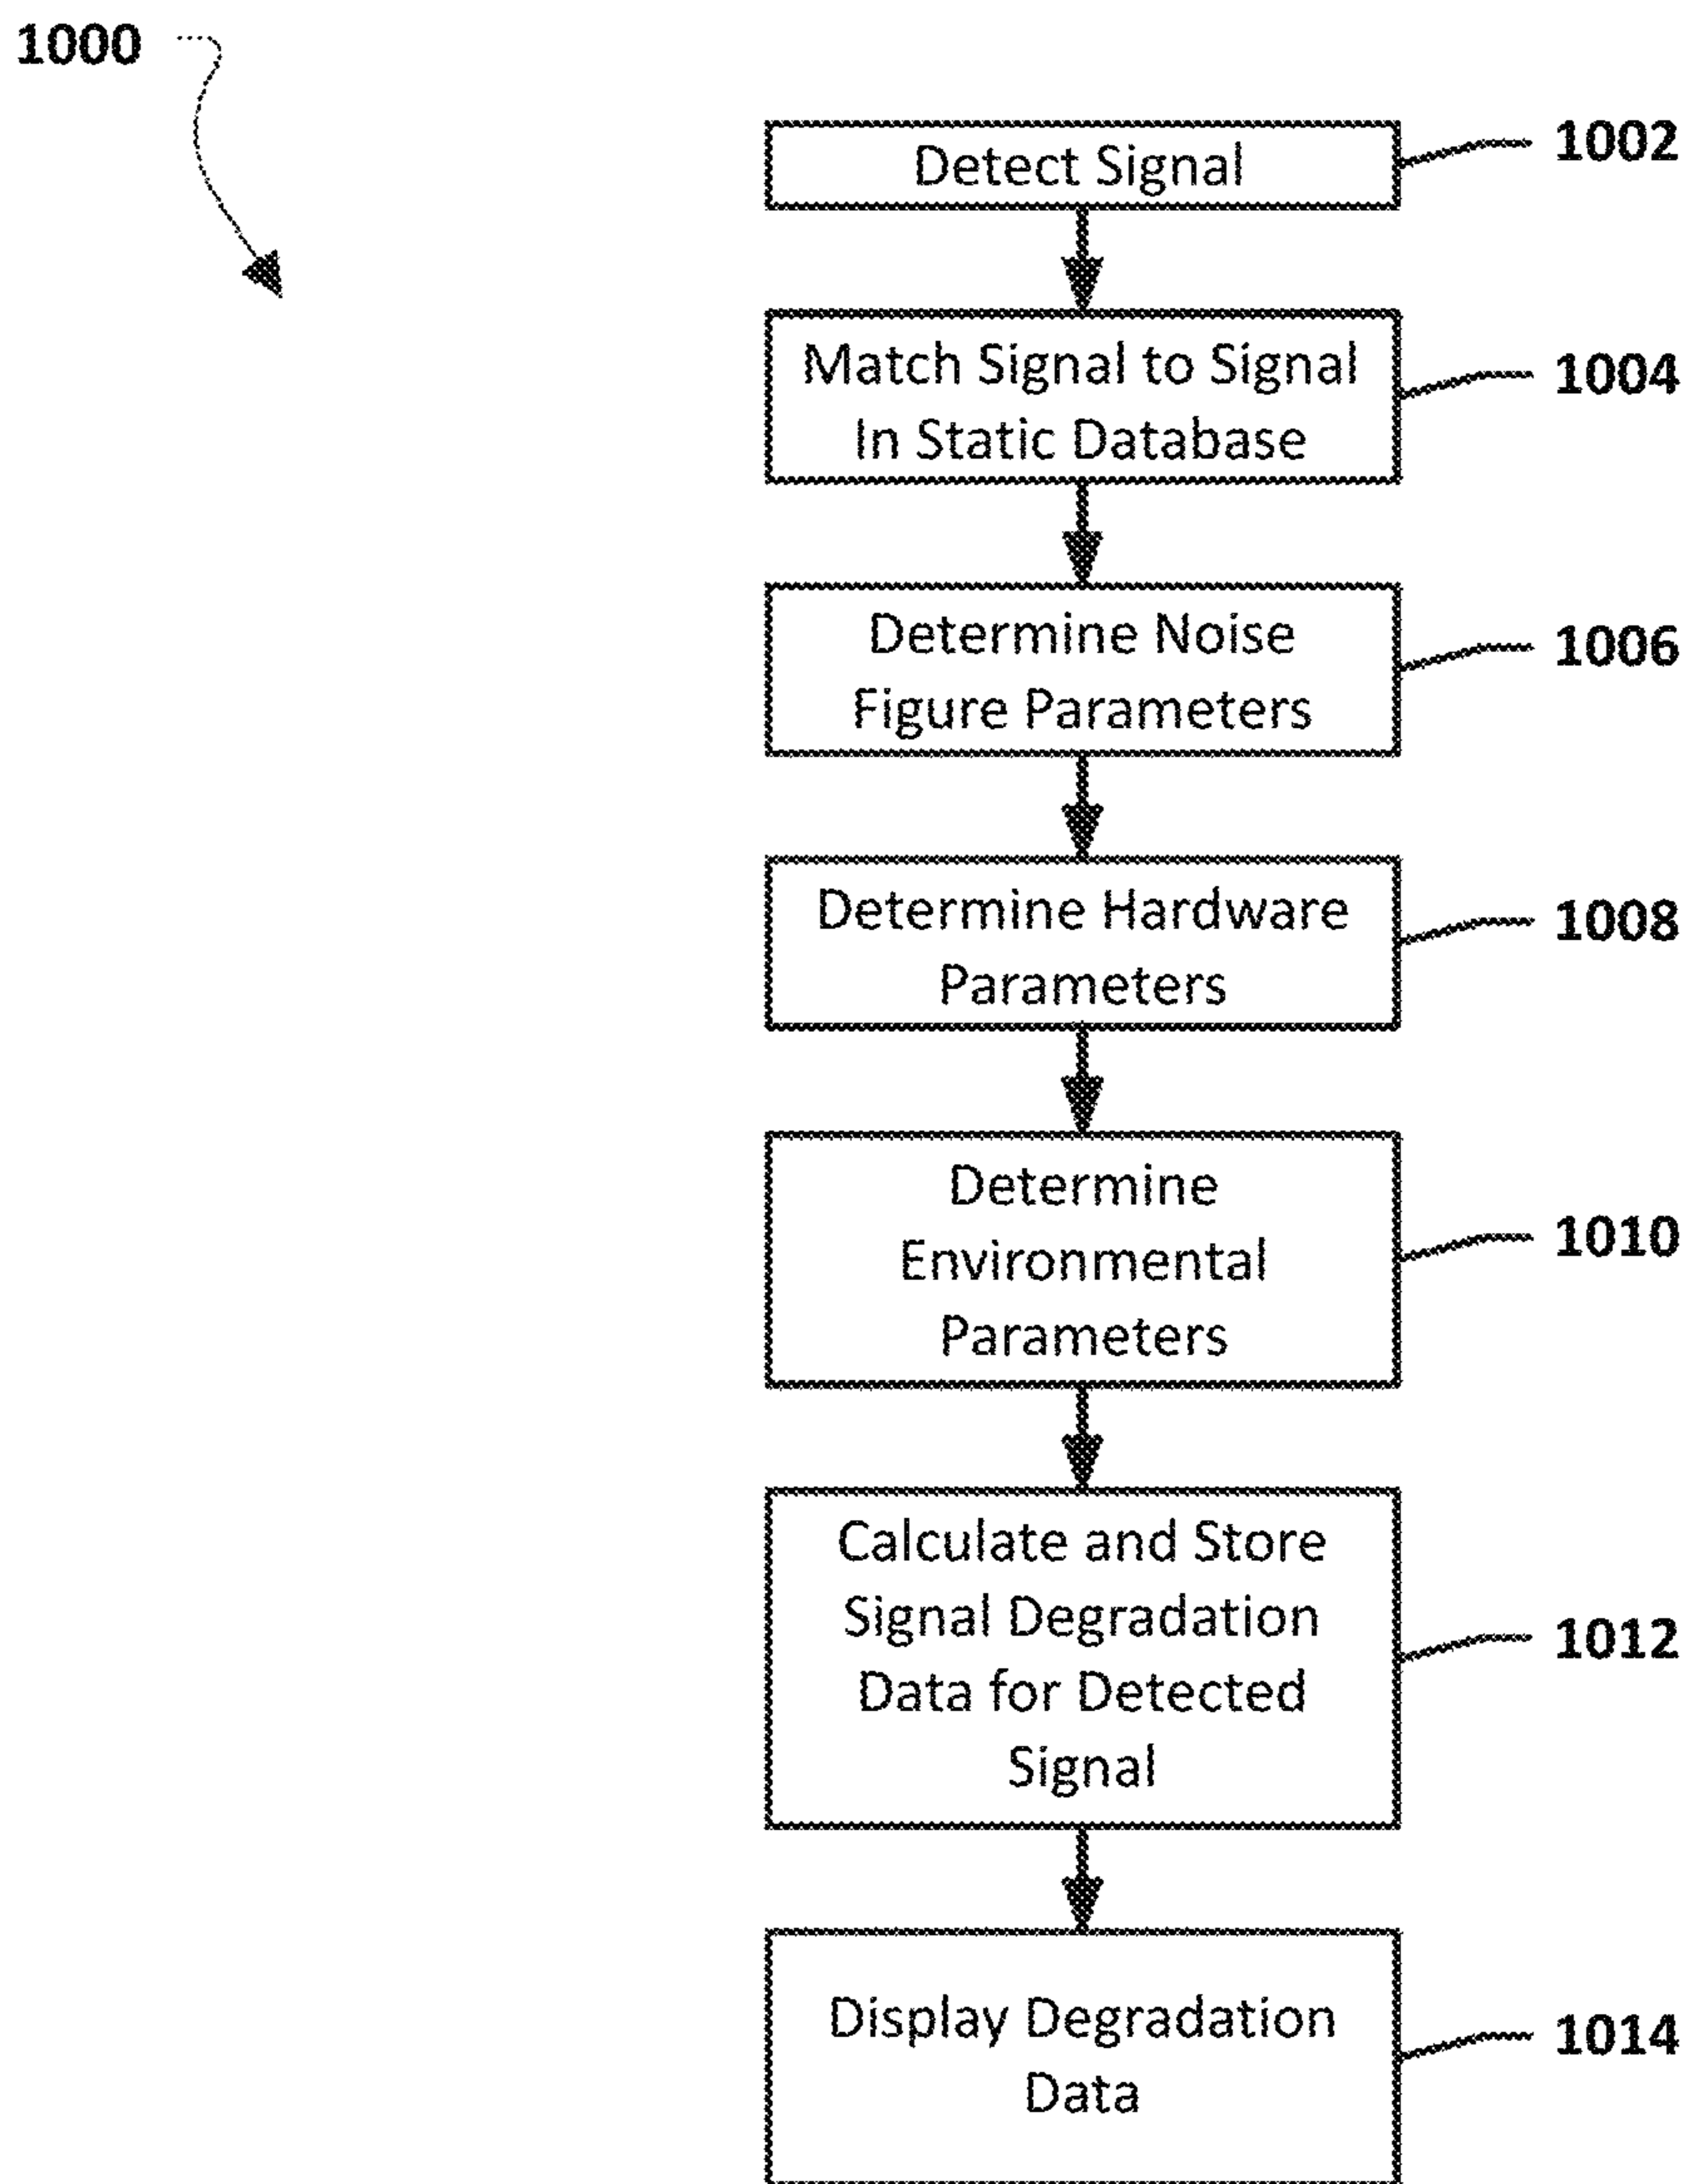 1000
Detect Signal
1002
Match Signal to Signal
In Static Database
1004
Determine Noise
Figure Parameters
1006
Determine Hardware
Parameters
1008
Determine
Environmental
Parameters
1010
Calculate and Store
Signal Degradation
Data for Detected
Signal
1012
Display Degradation
Data
1014